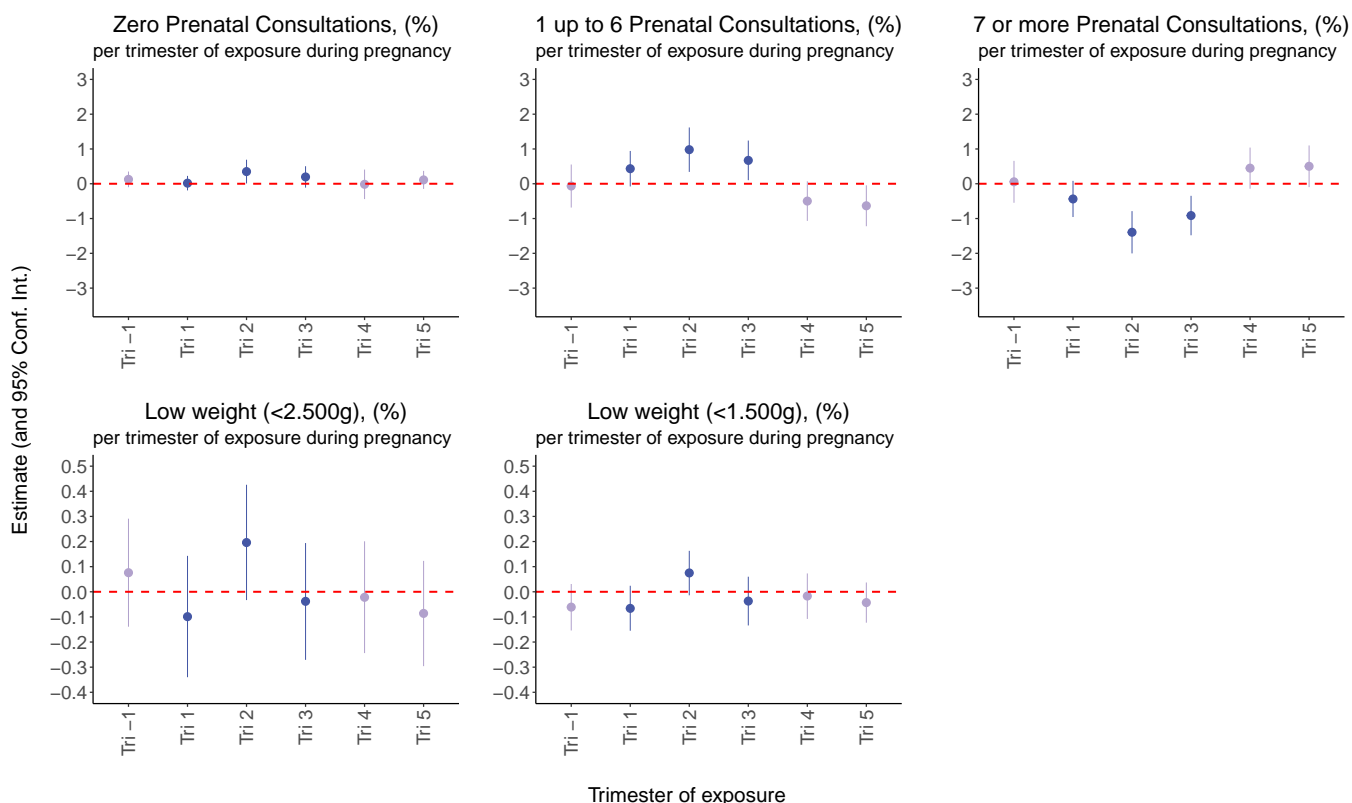 Zero Prenatal Consultations, (%)
per trimester of exposure during pregnancy
3
2
1
0
−1
−2
−3
Tri −1
Tri 1
Tri 2
Tri 3
Tri 4
Tri 5
1 up to 6 Prenatal Consultations, (%)
per trimester of exposure during pregnancy
3
2
1
0
−1
−2
−3
Tri −1
Tri 1
Tri 2
Tri 3
Tri 4
Tri 5
7 or more Prenatal Consultations, (%)
per trimester of exposure during pregnancy
3
2
1
0
−1
−2
−3
Tri −1
Tri 1
Tri 2
Tri 3
Tri 4
Tri 5
Estimate (and 95% Conf. Int.)
Low weight (<2.500g), (%)
per trimester of exposure during pregnancy
0.5
0.4
0.3
0.2
0.1
0.0
−0.1
−0.2
−0.3
−0.4
Tri −1
Tri 1
Tri 2
Tri 3
Tri 4
Tri 5
Low weight (<1.500g), (%)
per trimester of exposure during pregnancy
0.5
0.4
0.3
0.2
0.1
0.0
−0.1
−0.2
−0.3
−0.4
Tri −1
Tri 1
Tri 2
Tri 3
Tri 4
Tri 5
Trimester of exposure